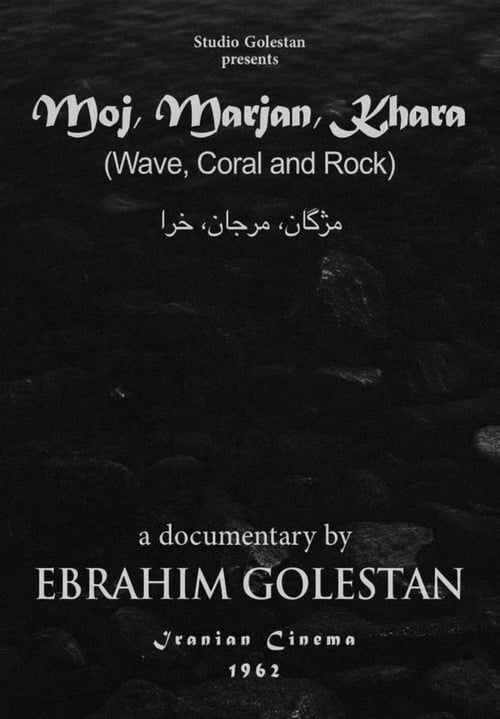 Studio Golestan
presents
Moj, Marjan, Khara
(Wave, Coral and Rock)
مژگان، مرجان، خرا
a documentary by
EBRAHIM GOLESTAN
Iranian Cinema
1962